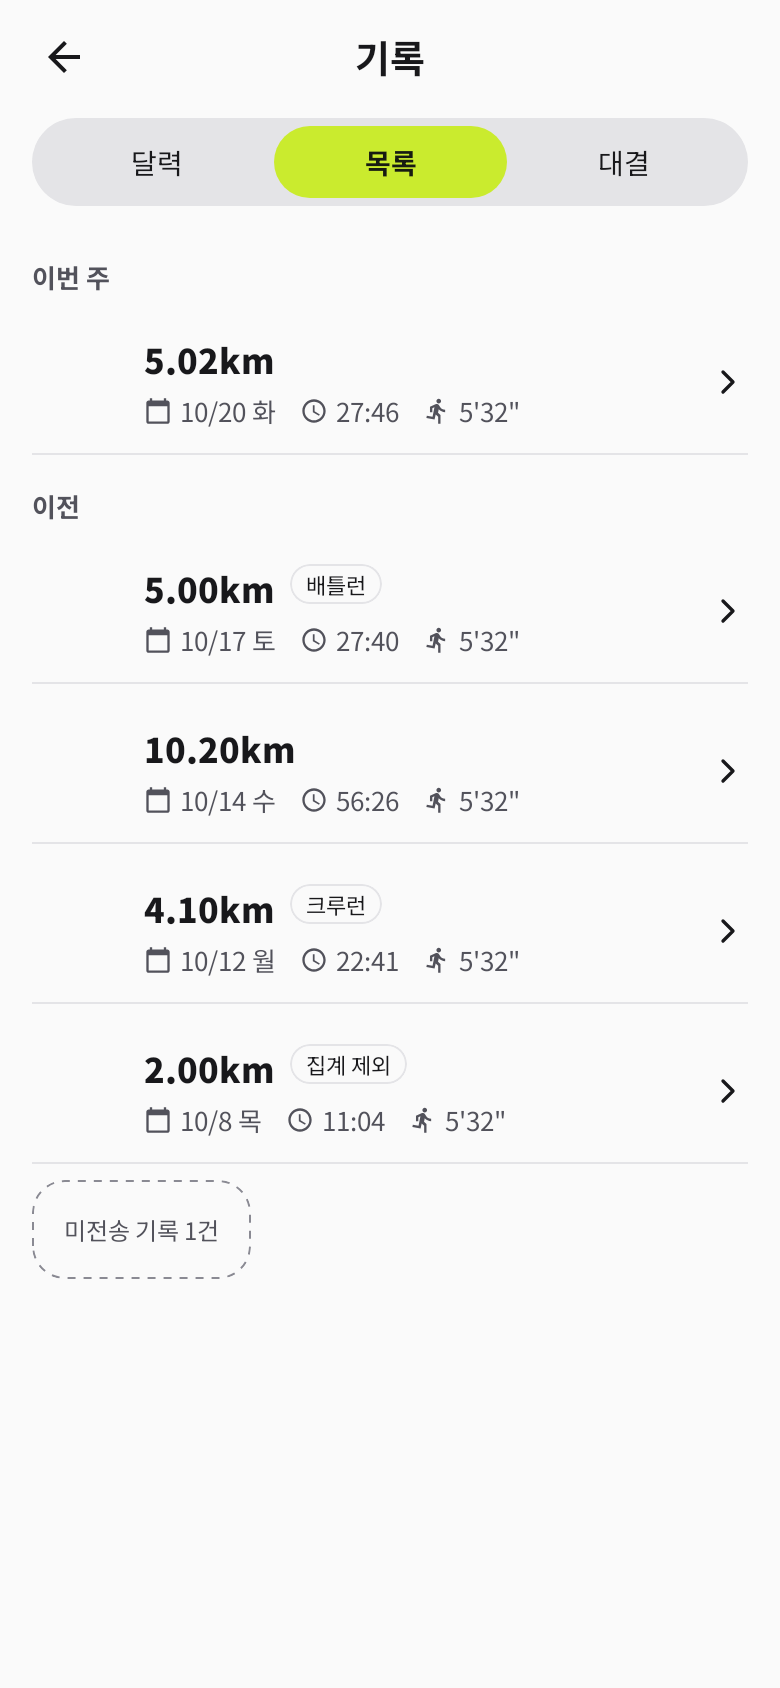 기록
달력 목록 대결
이번 주
5.02km
10/20 화 27:46 5'32"
이전
5.00km 배틀런
10/17 토 27:40 5'32"
10.20km
10/14 수 56:26 5'32"
4.10km 크루런
10/12 월 22:41 5'32"
2.00km 집계 제외
10/8 목 11:04 5'32"
미전송 기록 1건